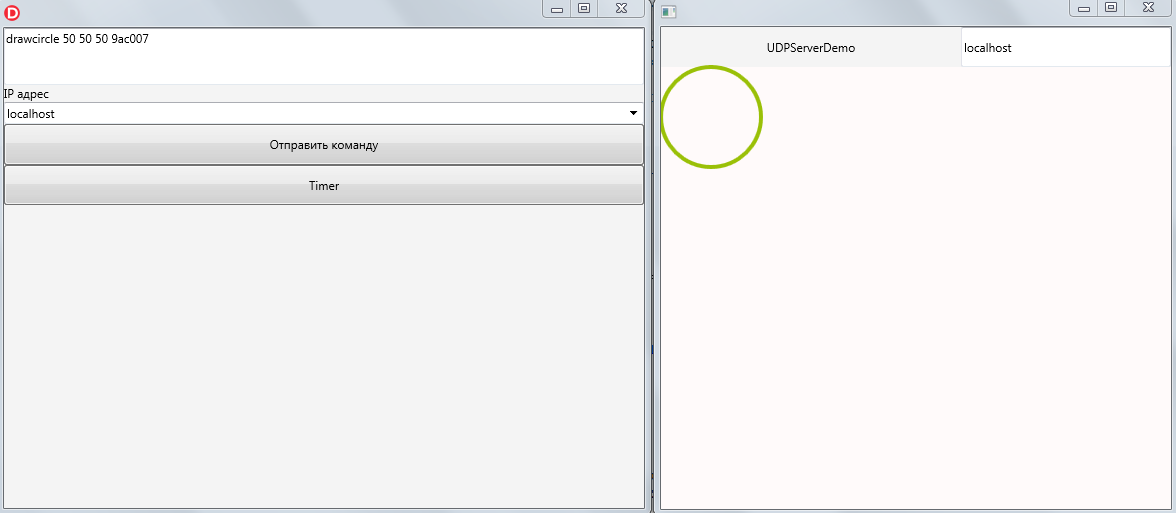 D
drawcircle 50 50 50 9ac007
IP адрес
localhost
Отправить команду
Timer
UDPServerDemo
localhost